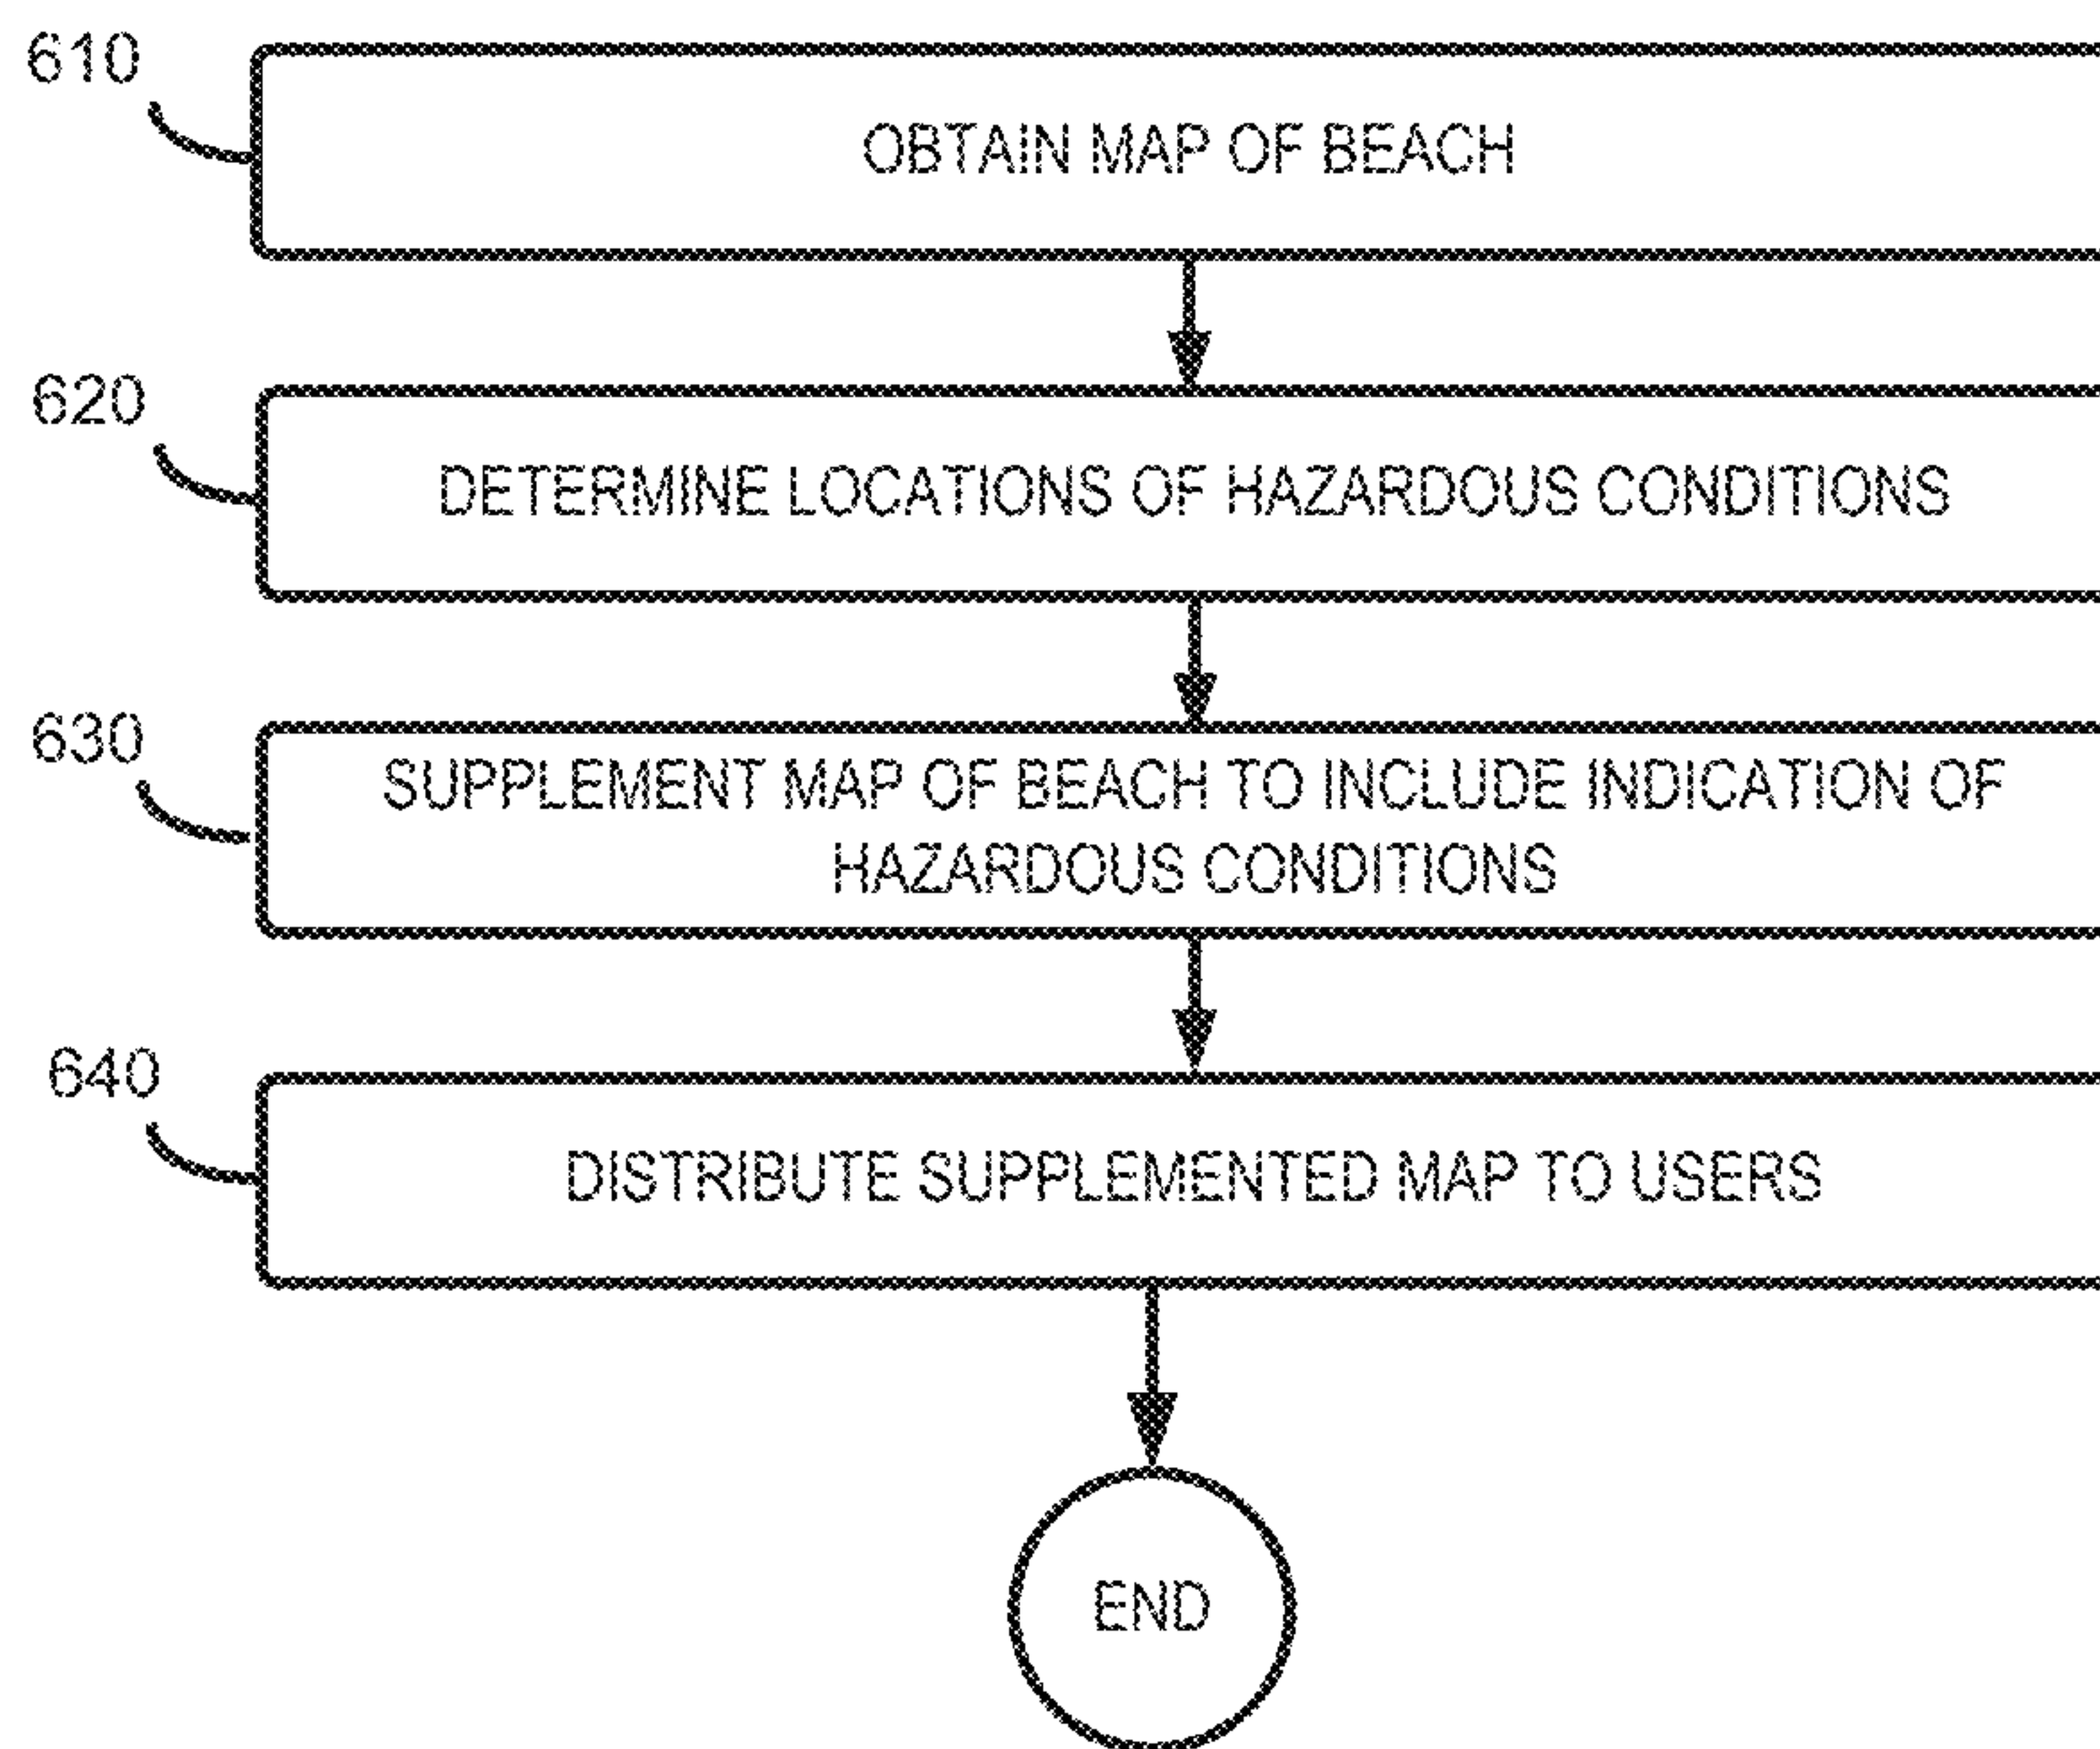 610
OBTAIN MAP OF BEACH
620
DETERMINE LOCATIONS OF HAZARDOUS CONDITIONS
630
SUPPLEMENT MAP OF BEACH TO INCLUDE INDICATION OF
HAZARDOUS CONDITIONS
640
DISTRIBUTE SUPPLEMENTED MAP TO USERS
END